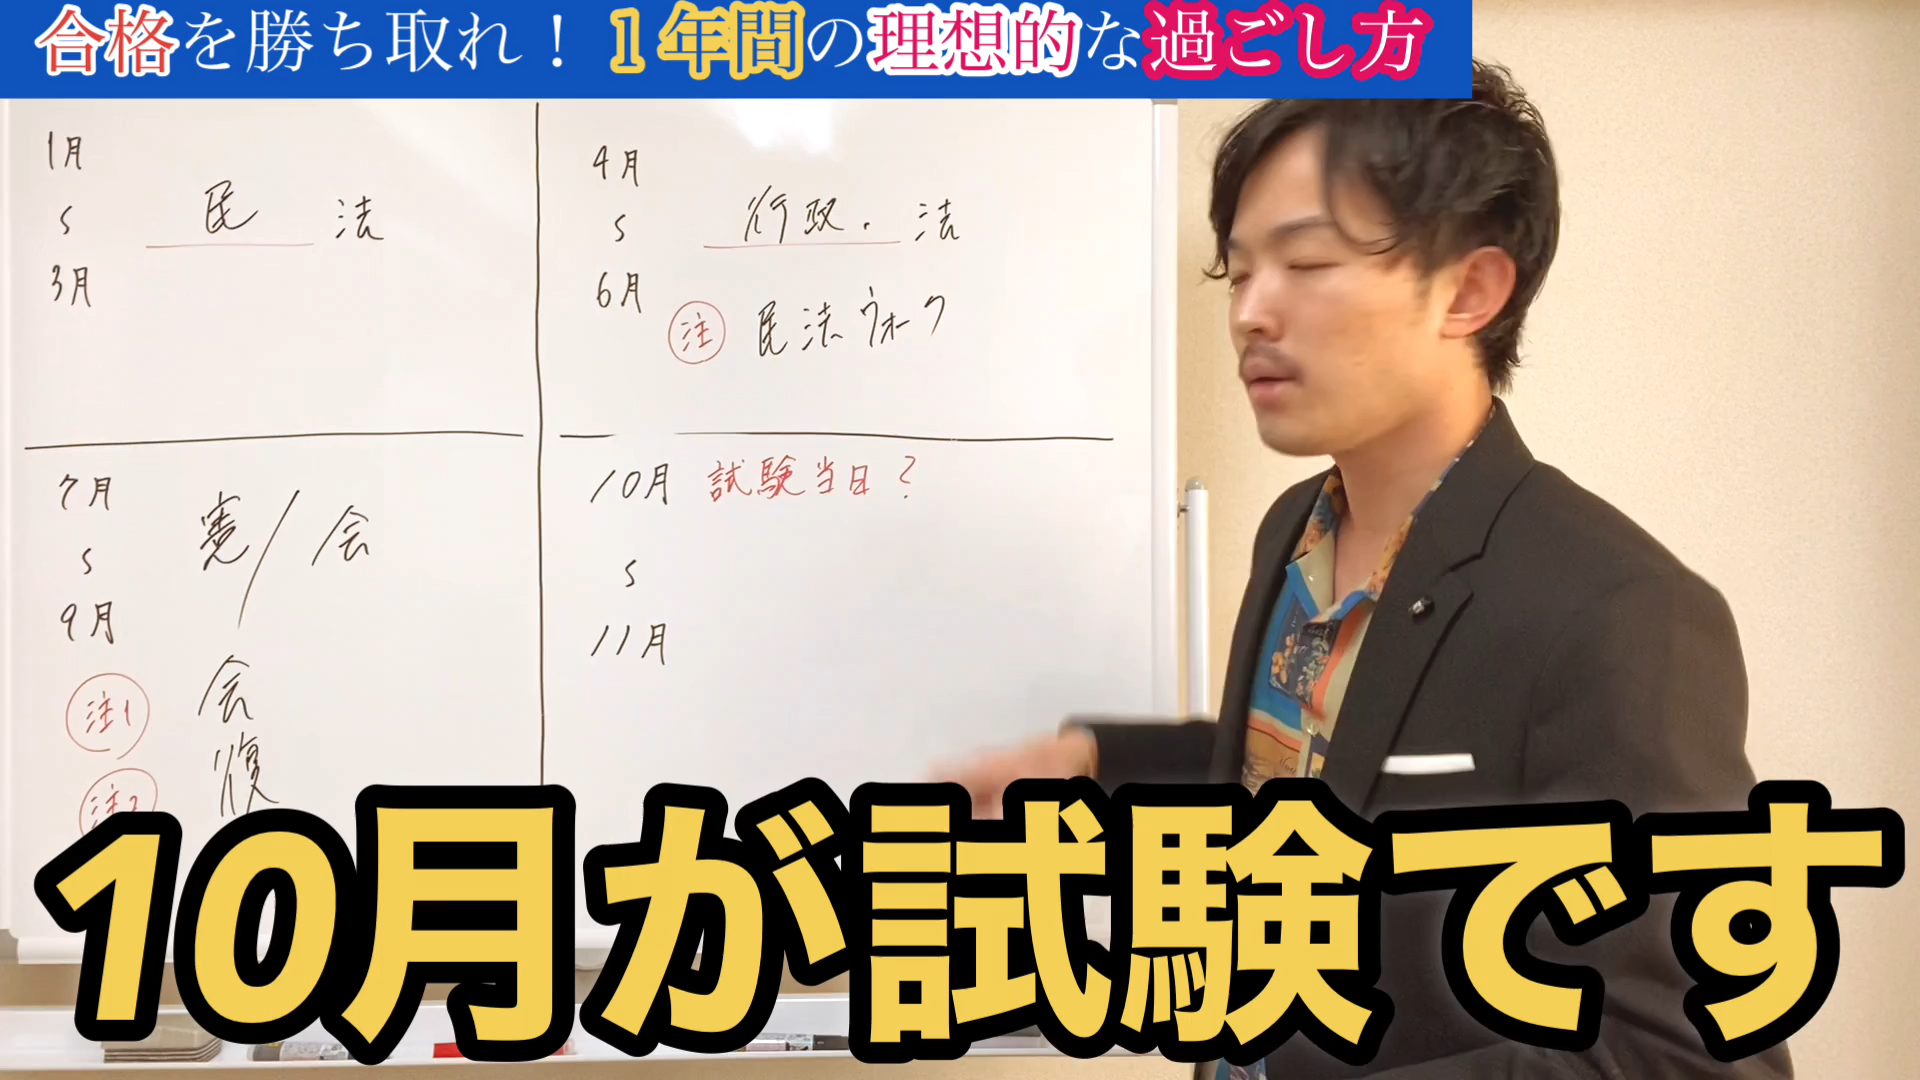 合格を勝ち取れ！１年間の理想的な過ごし方
1月
S
3月
民法
4月
S
6月
行政.法
注 民法ウォーク
7月
S
9月
憲/会
注1 会
注2 復
10月 試験当日?
S
11月
10月が試験です